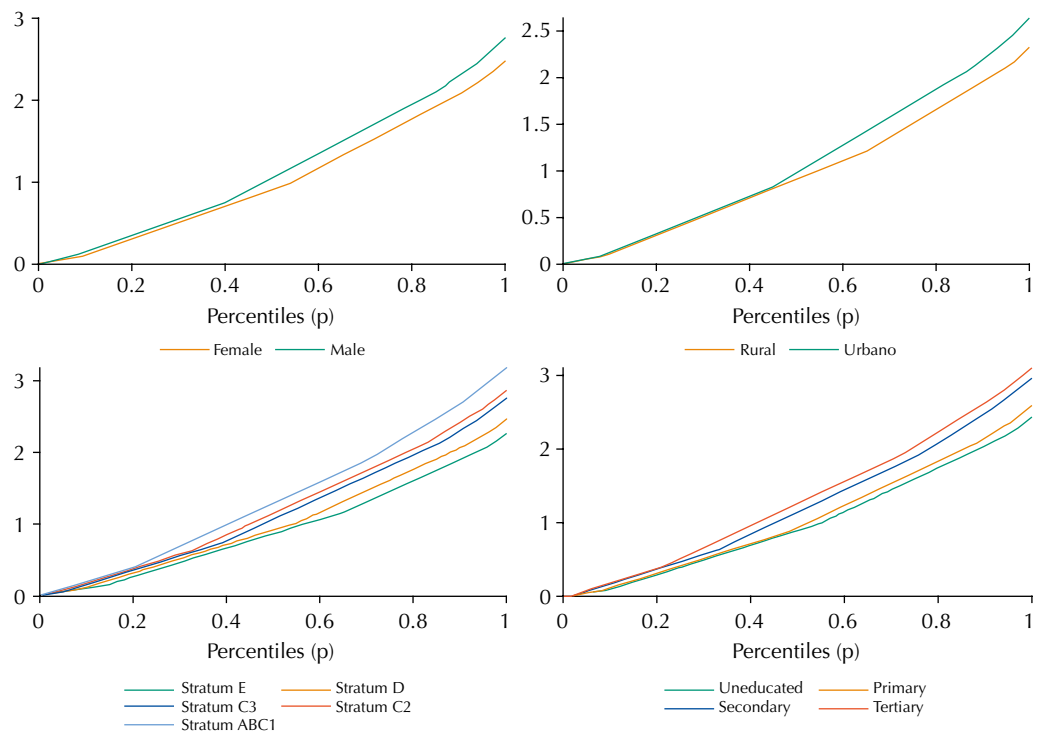 3
2
1
0
0 0.2 0.4 0.6 0.8 1
Percentiles (p)
Female Male
2.5
2
1.5
1
0.5
0
0 0.2 0.4 0.6 0.8 1
Percentiles (p)
Rural Urbano
3
2
1
0
0 0.2 0.4 0.6 0.8 1
Percentiles (p)
Stratum E Stratum D
Stratum C3 Stratum C2
Stratum ABC1
3
2
1
0
0 0.2 0.4 0.6 0.8 1
Percentiles (p)
Uneducated Primary
Secondary Tertiary